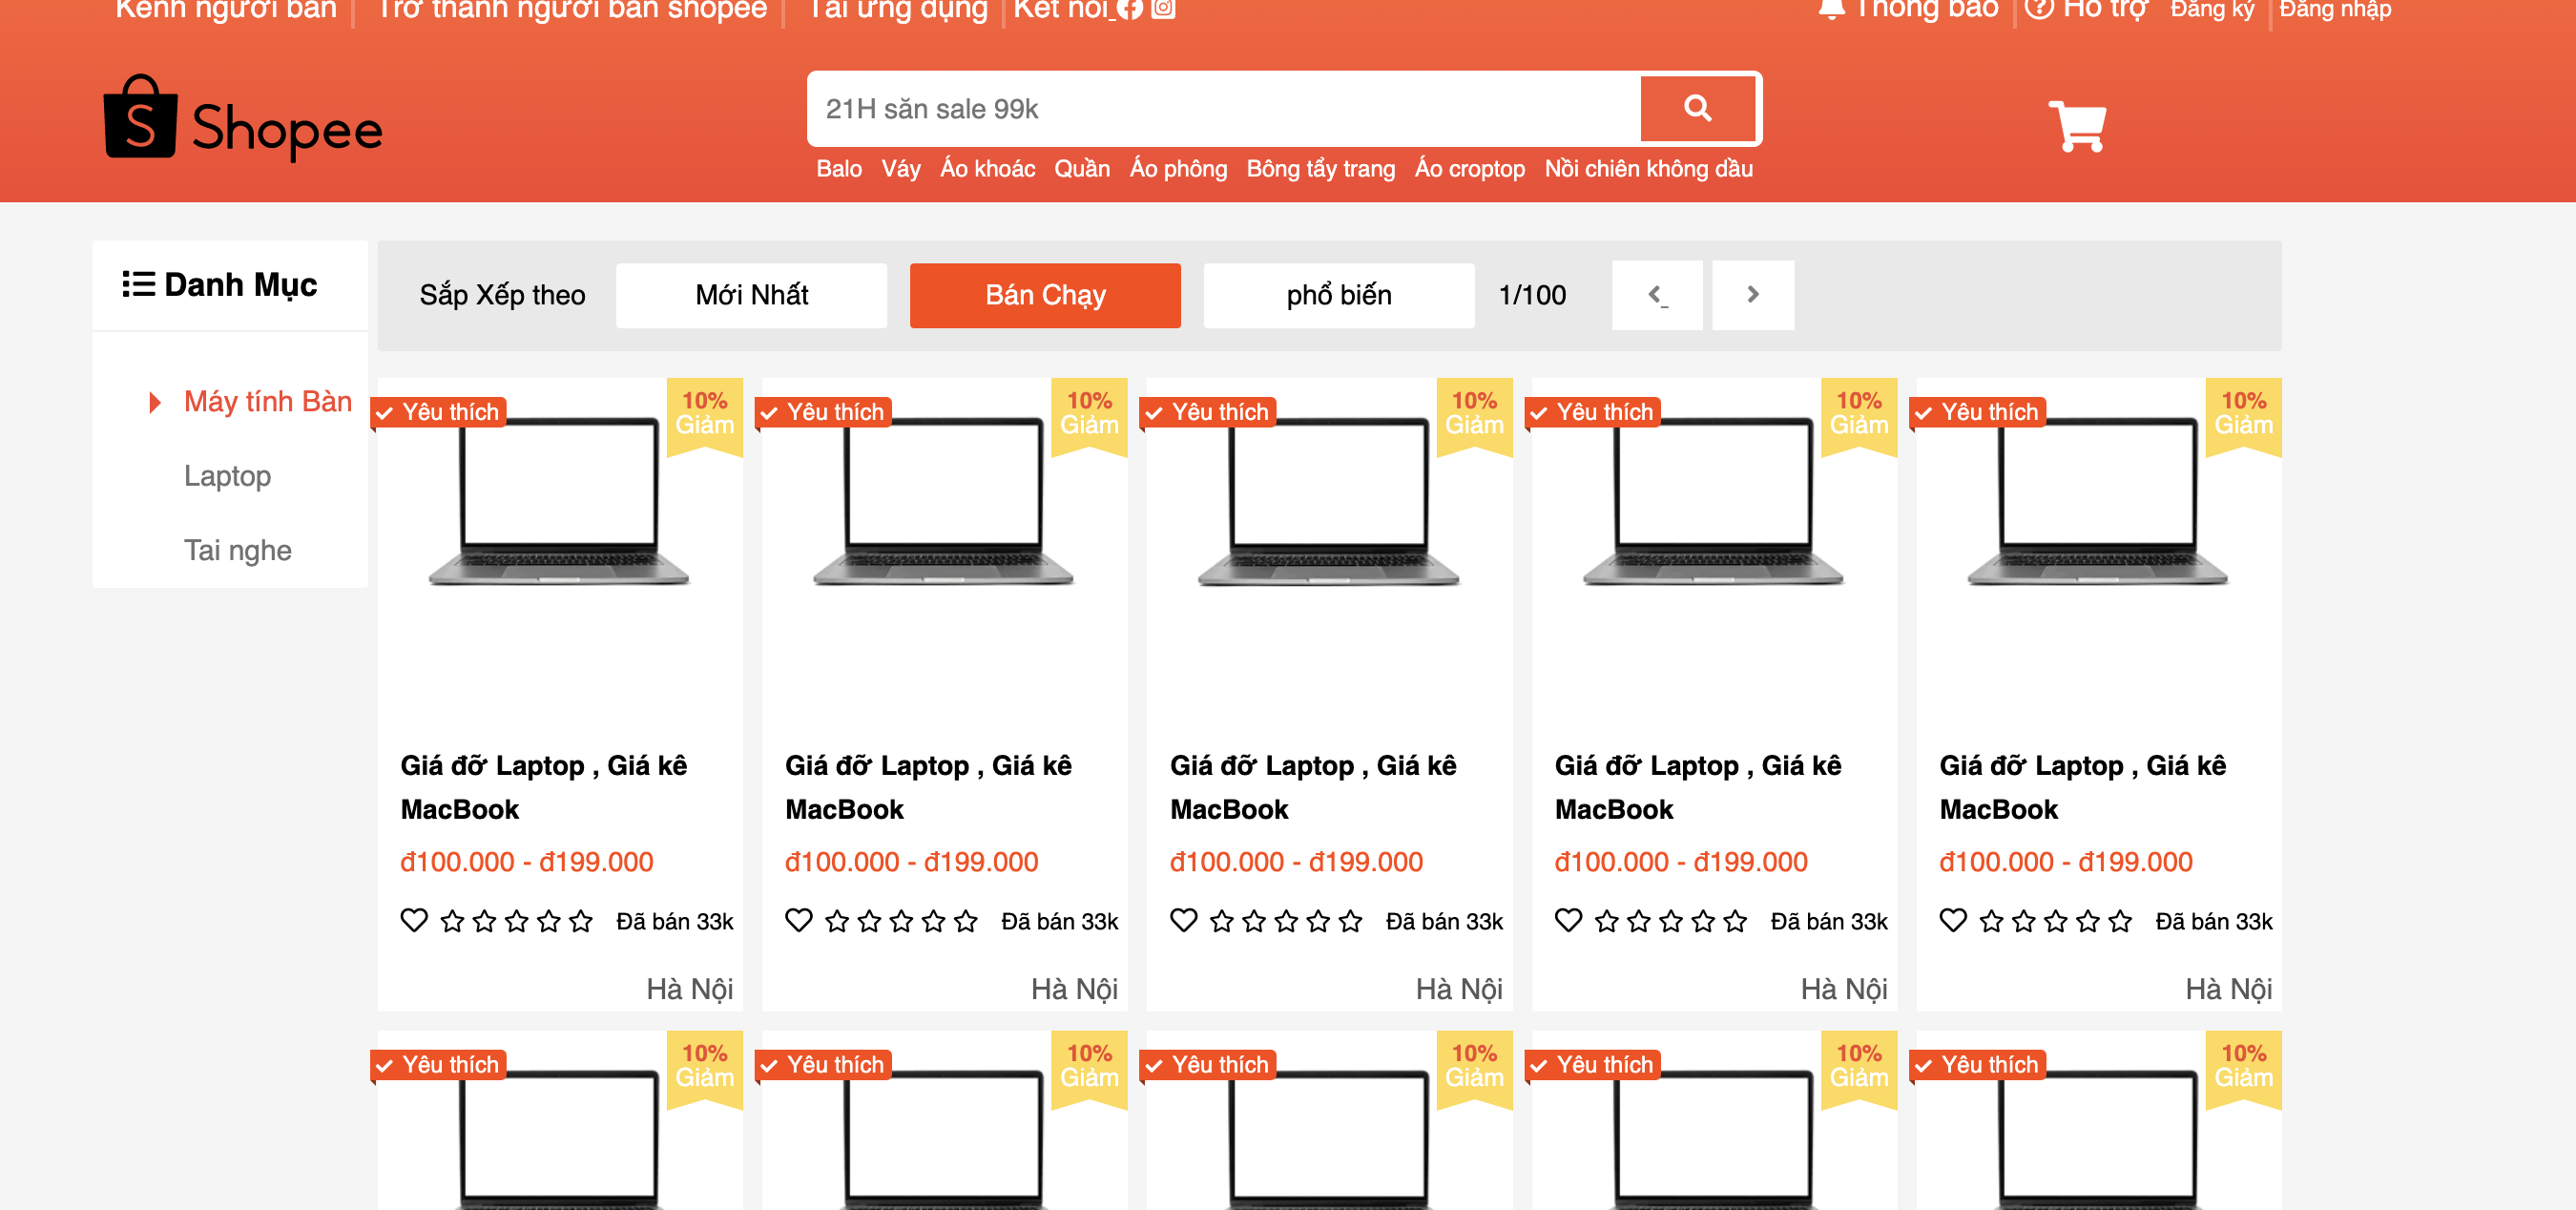 Kênh người bán
Trở thành người bán shopee
Tải ứng dụng
Kết nối
Thông báo
Hỗ trợ
Đăng ký
Đăng nhập
Shopee
21H săn sale 99k
Balo Váy Áo khoác Quần Áo phông Bông tẩy trang Áo croptop Nồi chiên không dầu
Danh Mục
Máy tính Bàn
Laptop
Tai nghe
Sắp Xếp theo
Mới Nhất
Bán Chạy
phổ biến
1/100
Yêu thích
10%
Giảm
Giá đỡ Laptop , Giá kê
MacBook
đ100.000 - đ199.000
Đã bán 33k
Hà Nội
Yêu thích
10%
Giảm
Giá đỡ Laptop , Giá kê
MacBook
đ100.000 - đ199.000
Đã bán 33k
Hà Nội
Yêu thích
10%
Giảm
Giá đỡ Laptop , Giá kê
MacBook
đ100.000 - đ199.000
Đã bán 33k
Hà Nội
Yêu thích
10%
Giảm
Giá đỡ Laptop , Giá kê
MacBook
đ100.000 - đ199.000
Đã bán 33k
Hà Nội
Yêu thích
10%
Giảm
Giá đỡ Laptop , Giá kê
MacBook
đ100.000 - đ199.000
Đã bán 33k
Hà Nội
Yêu thích
10%
Giảm
Yêu thích
10%
Giảm
Yêu thích
10%
Giảm
Yêu thích
10%
Giảm
Yêu thích
10%
Giảm